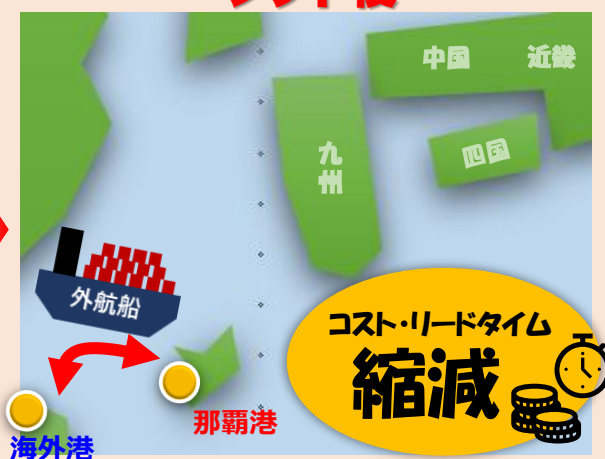 中国 近畿
九州
四国
外航船
コスト・リードタイム
縮減
那覇港
海外港